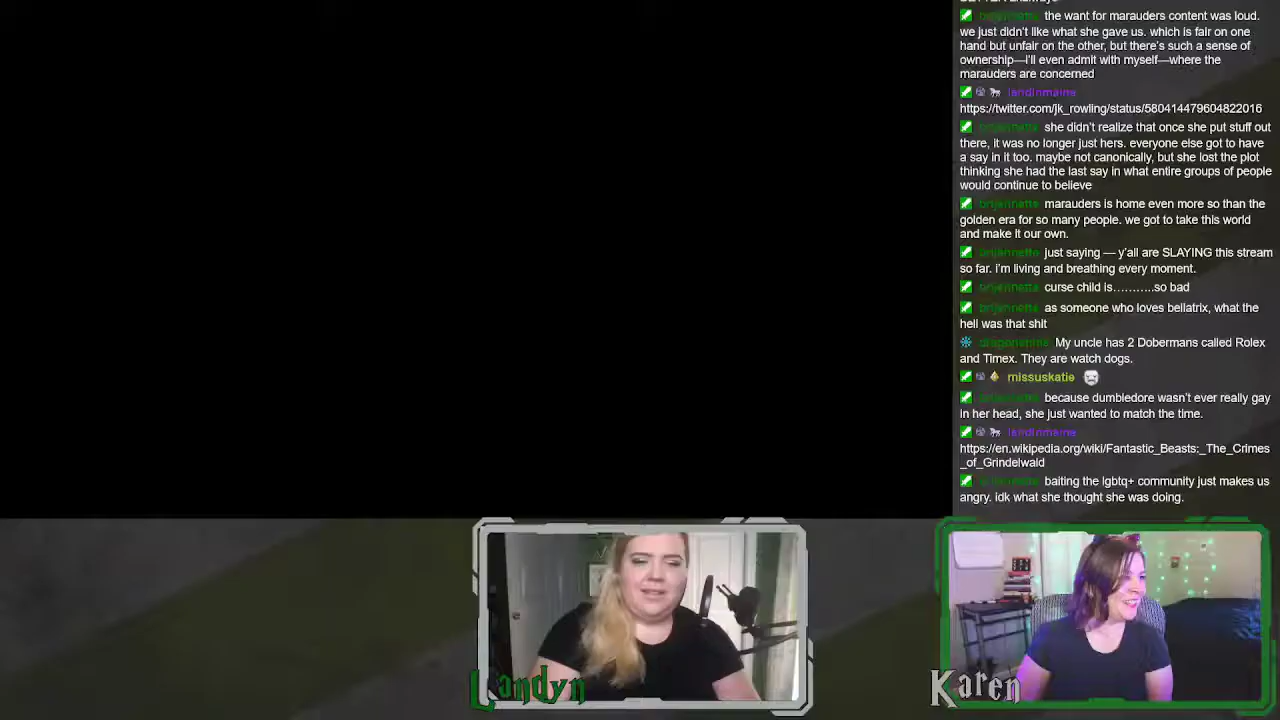 the want for marauders content was loud.
we just didn't like what she gave us. which is fair on one
hand but unfair on the other, but there's such a sense of
ownership—i'll even admit with myself—where the
marauders are concerned
landinmaine
https://twitter.com/jk_rowling/status/580414479604822016
brijannette she didn't realize that once she put stuff out
there, it was no longer just hers. everyone else got to have
a say in it too. maybe not canonically, but she lost the plot
thinking she had the last say in what entire groups of people
would continue to believe
brijannette marauders is home even more so than the
golden era for so many people. we got to take this world
and make it our own.
brijannette just saying — y'all are SLAYING this stream
so far. i'm living and breathing every moment.
brijannette curse child is...........so bad
brijannette as someone who loves bellatrix, what the
hell was that shit
My uncle has 2 Dobermans called Rolex
and Timex. They are watch dogs.
missuskatie
brijannette because dumbledore wasn't ever really gay
in her head, she just wanted to match the time.
landinmaine
https://en.wikipedia.org/wiki/Fantastic_Beasts:_The_Crimes
_of_Grindelwald
brijannette baiting the lgbtq+ community just makes us
angry. idk what she thought she was doing.
Landyn
Karen